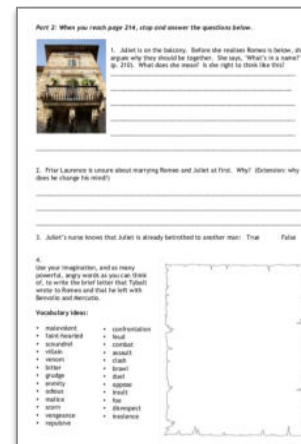 Part 2: When you reach page 214, stop and answer the questions below.
1. Juliet is on the balcony. Before she realises Romeo is below, she
argues why they should be together. She says, "What's in a name?"
(p. 210). What does she mean? Is she right to think like this?
2. Friar Laurence is unsure about marrying Romeo and Juliet at first. Why? (Extension: why
does he change his mind?)
3. Juliet's nurse knows that Juliet is already betrothed to another man: True False
4.
Use your imagination, and as many
powerful, angry words as you can think
of, to write the brief letter that Tybalt
wrote to Romeo and that he left with
Benvolio and Mercutio.
Vocabulary ideas:
• malevolent
• faint-hearted
• scoundrel
• villain
• venom
• bitter
• grudge
• enmity
• odious
• malice
• scorn
• vengeance
• repulsive
• confrontation
• feud
• combat
• assault
• clash
• brawl
• duel
• oppose
• insult
• foe
• disrespect
• insolence